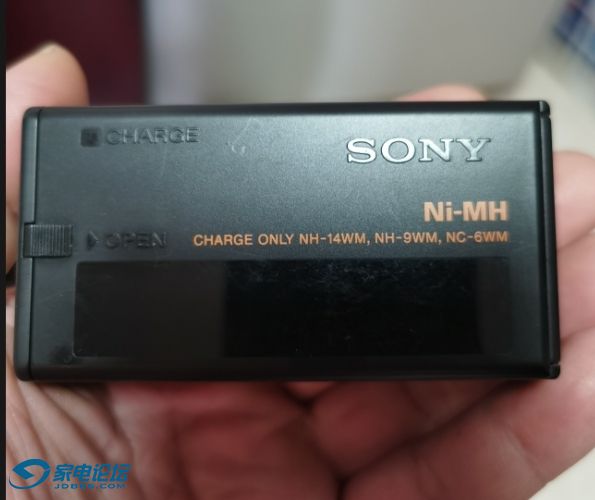 CHARGE
SONY
Ni-MH
OPEN
CHARGE ONLY NH-14WM, NH-9WM, NC-6WM
家电论坛
JDBBS.COM